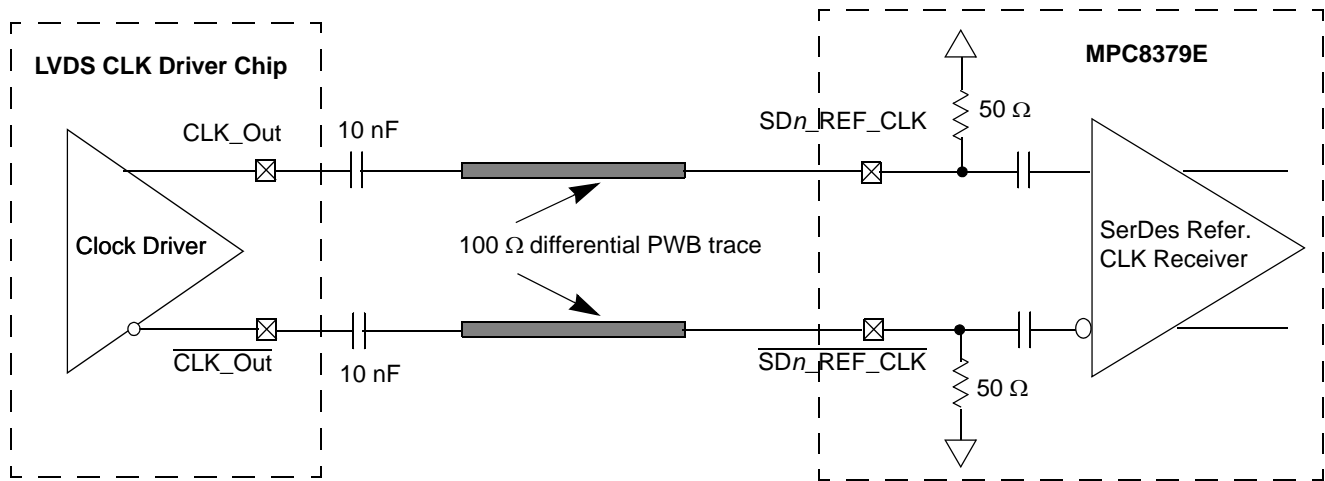 LVDS CLK Driver Chip
MPC8379E
CLK_Out
10 nF
SDn_REF_CLK
50 Ω
Clock Driver
100 Ω differential PWB trace
SerDes Refer.
CLK Receiver
CLK_Out
10 nF
SDn_REF_CLK
50 Ω